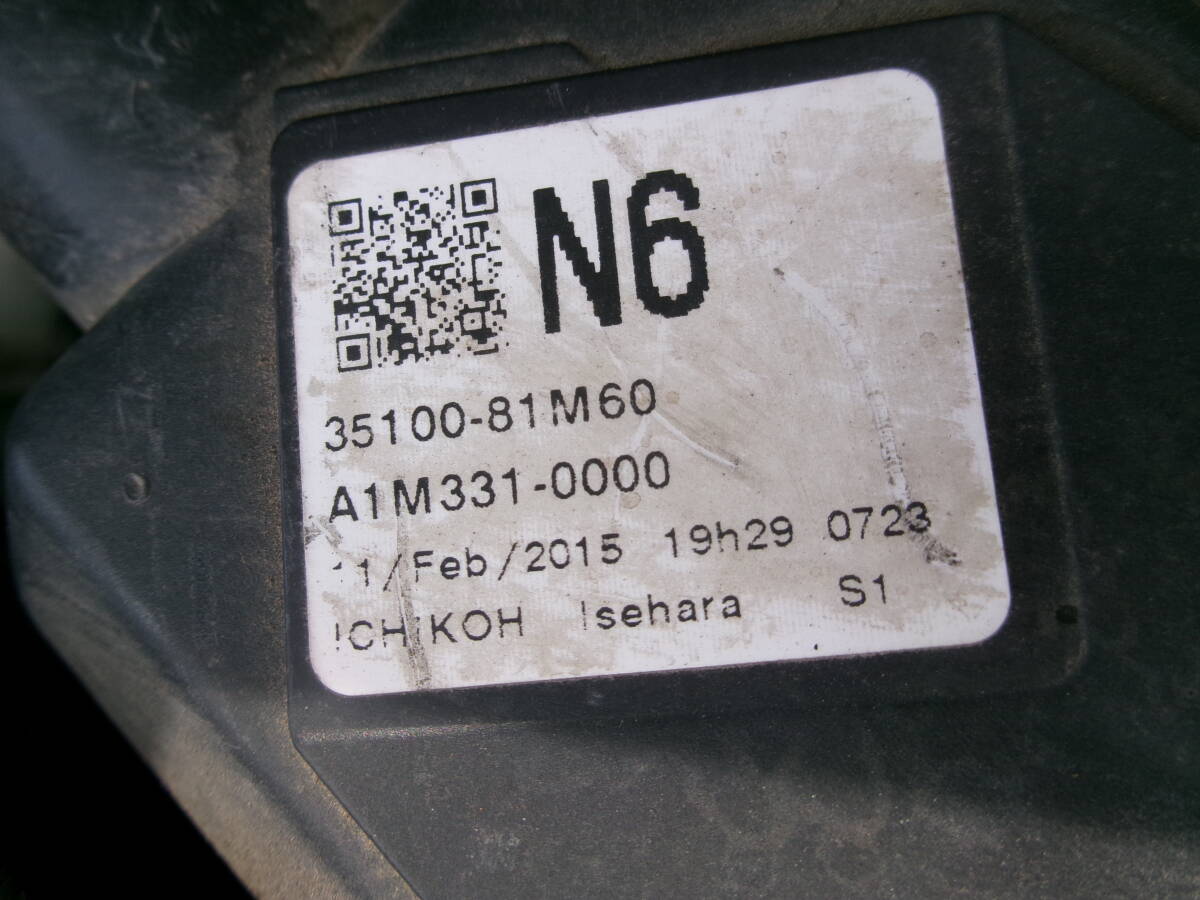 N6
35100-81M60
A1M331-0000
11/Feb/2015 19h29 0723
ICHIKOH Isehara S1